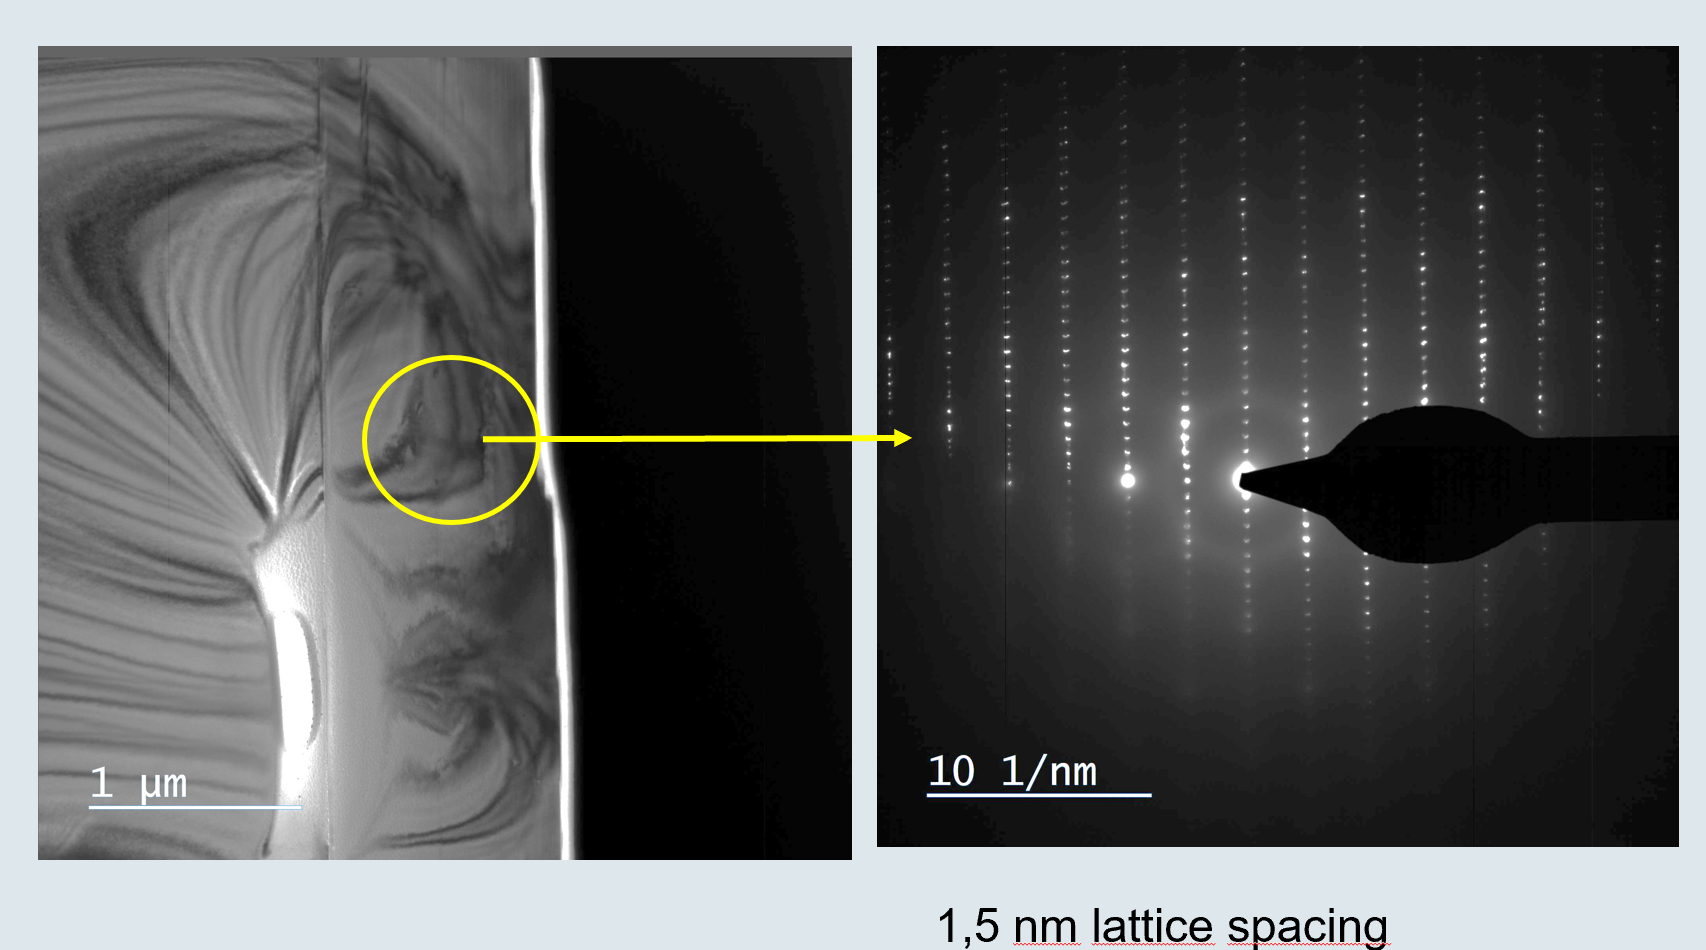 1 μm
10 1/nm
1,5 nm lattice spacing